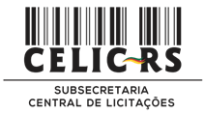 CELIC RS
SUBSECRETARIA
CENTRAL DE LICITAÇÕES